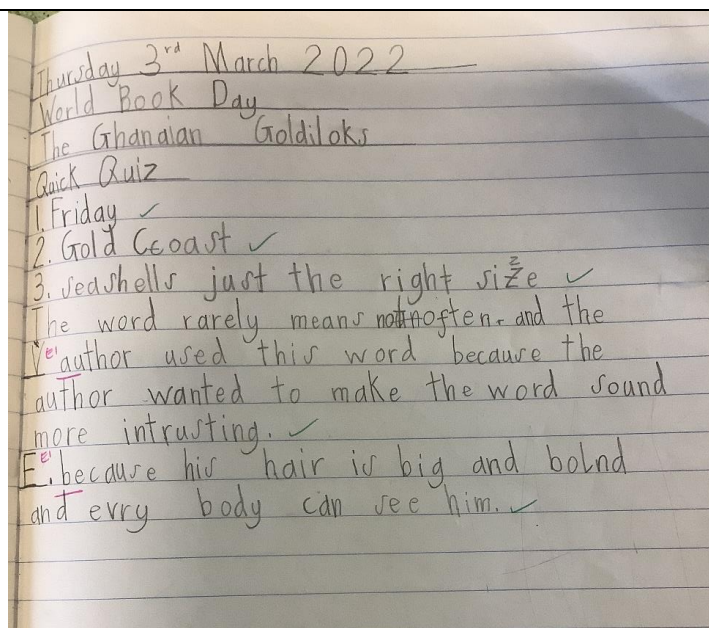 Thursday 3rd March 2022
World Book Day
The Ghanaian Goldiloks
Quick Quiz
1. Friday ✓
2. Gold Coast ✓
3. seashells just the right size ✓
The word rarely means not often. and the
V. author used this word because the
author wanted to make the word sound
more intrusting. ✓
E. because his hair is big and bolnd
and evry body can see him. ✓